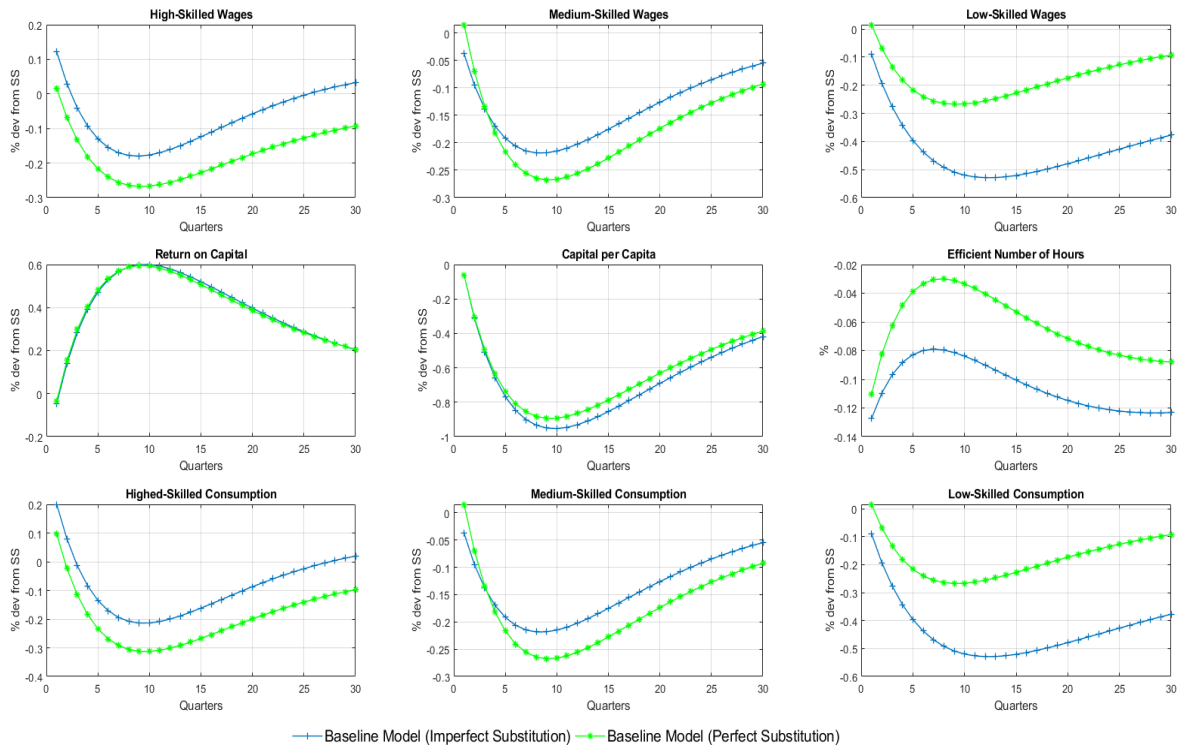 High-Skilled Wages
Medium-Skilled Wages
Low-Skilled Wages
% dev from SS
0.2
0.1
0
-0.1
-0.2
-0.3
0 5 10 15 20 25 30
Quarters
% dev from SS
0
-0.05
-0.1
-0.15
-0.2
-0.25
-0.3
0 5 10 15 20 25 30
Quarters
%
0
-0.1
-0.2
-.3
-.4
-.5
-.6
0 5 10 15 20 25 30
Quarters
Return on Capital
Capital per Capita
Efficient Number of Hours
% dev from SS
0.6
0.4
0.2
0
-0.2
0 5 10 15 20 25 30
Quarters
% dev from SS
0
-0.2
-0.4
-0.6
-0.8
-1
0 5 10 15 20 25 30
Quarters
%
-0.02
-0.04
-0.06
-0.08
-0.1
-0.12
-0.14
0 5 10 15 20 25 30
Quarters
Highed-Skilled Consumption
Medium-Skilled Consumption
Low-Skilled Consumption
% dev from SS
0.2
0.1
0
-0.1
-0.2
-0.3
-0.4
0 5 10 15 20 25 30
Quarters
% dev from SS
0
-0.05
-0.1
-0.15
-0.2
-0.25
-0.3
0 5 10 15 20 25 30
Quarters
% dev from SS
0
-0.1
-0.2
-0.3
-0.4
-0.5
-0.6
0 5 10 15 20 25 30
Quarters
Baseline Model (Imperfect Substitution) Baseline Model (Perfect Substitution)